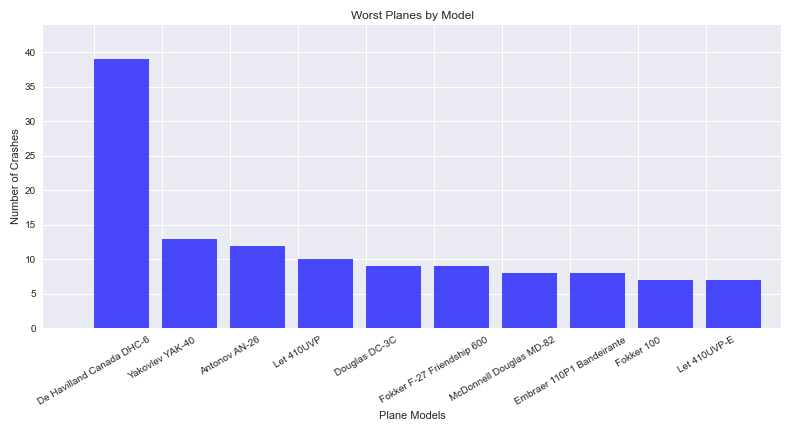 Worst Planes by Model
Number of Crashes
40
35
30
25
20
15
10
5
0
De Havilland Canada DHC-6
Yakovlev YAK-40
Antonov AN-26
Let 410UVP
Douglas DC-3C
Fokker F-27 Friendship 600
McDonnell Douglas MD-82
Embraer 110P1 Bandeirante
Fokker 100
Let 410UVP-E
Plane Models